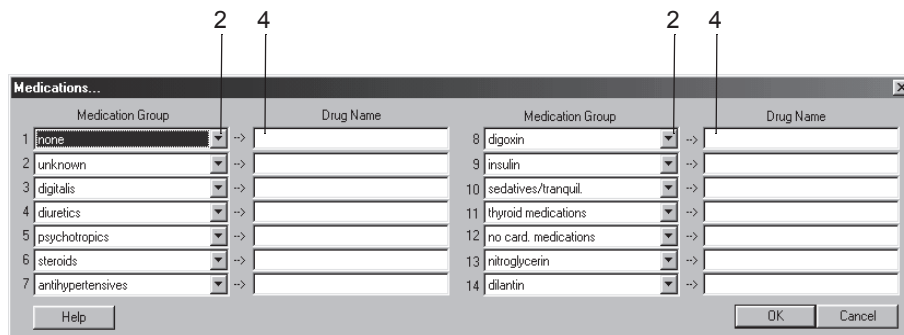 2 4 2 4
Medications...
Medication Group Drug Name Medication Group Drug Name
1 none --> 8 digoxin -->
2 unknown --> 9 insulin -->
3 digitalis --> 10 sedatives/tranquil. -->
4 diuretics --> 11 thyroid medications -->
5 psychotropics --> 12 no card. medications -->
6 steroids --> 13 nitroglycerin -->
7 antihypertensives --> 14 dilantin -->
Help OK Cancel